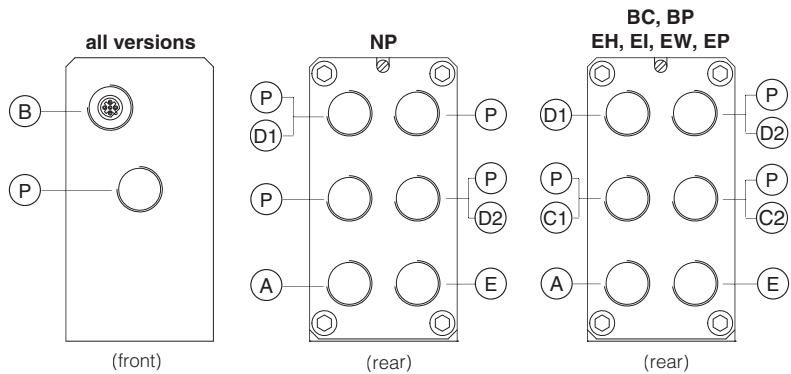 all versions
B
P
(front)
NP
P
D1
P
P
P
D2
A
E
(rear)
BC, BP
EH, EI, EW, EP
D1
P
D2
P
C1
P
C2
A
E
(rear)